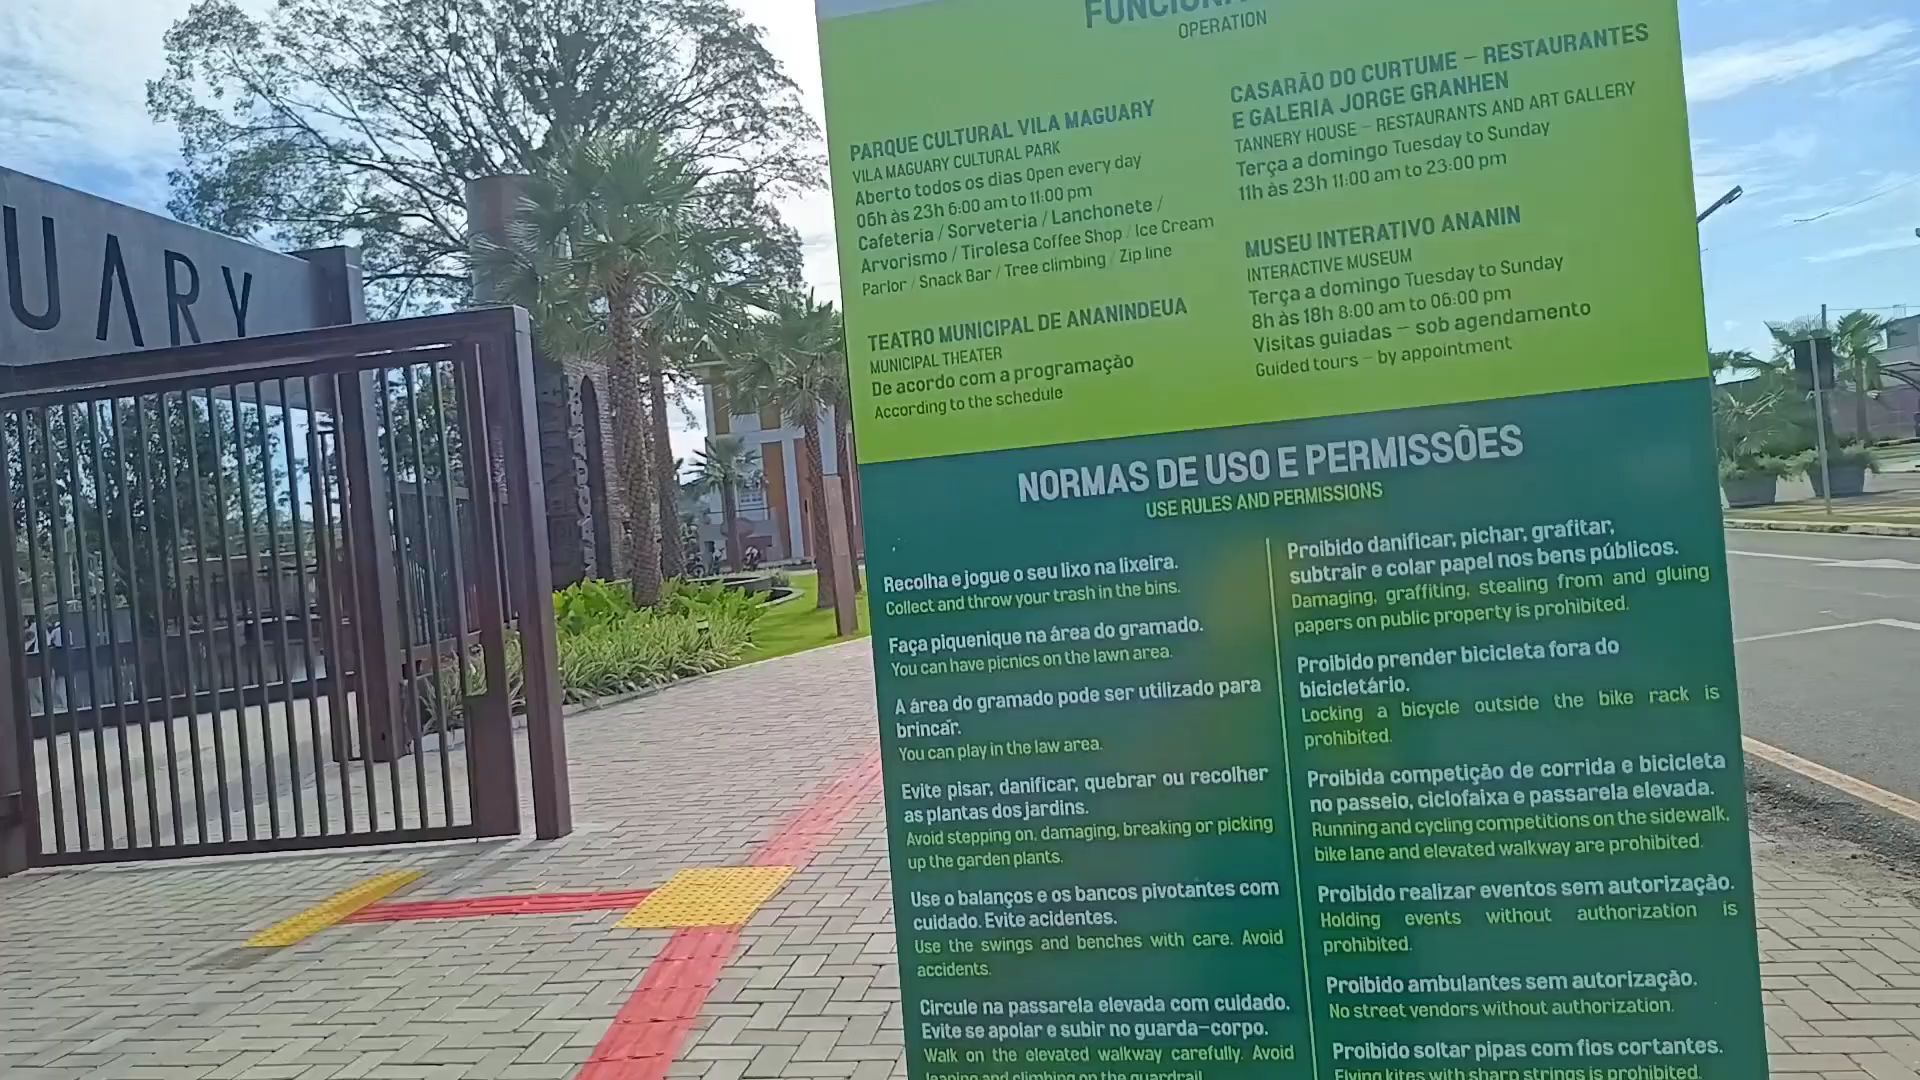 UARY
OPERATION
PARQUE CULTURAL VILA MAGUARY
VILA MAGUARY CULTURAL PARK
Aberto todos os dias Open every day
06h às 23h 6:00 am to 11:00 pm
Cafeteria / Sorveteria / Lanchonete /
Arvorismo / Tirolesa Coffee Shop / Ice Cream
Parlor / Snack Bar / Tree climbing / Zip line
TEATRO MUNICIPAL DE ANANINDEUA
MUNICIPAL THEATER
De acordo com a programação
According to the schedule
CASARÃO DO CURTUME – RESTAURANTES
E GALERIA JORGE GRANHEN
TANNERY HOUSE – RESTAURANTS AND ART GALLERY
Terça a domingo Tuesday to Sunday
11h às 23h 11:00 am to 23:00 pm
MUSEU INTERATIVO ANANIN
INTERACTIVE MUSEUM
Terça a domingo Tuesday to Sunday
8h às 18h 8:00 am to 06:00 pm
Visitas guiadas – sob agendamento
Guided tours – by appointment
NORMAS DE USO E PERMISSÕES
USE RULES AND PERMISSIONS
Recolha e jogue o seu lixo na lixeira.
Collect and throw your trash in the bins.
Faça piquenique na área do gramado.
You can have picnics on the lawn area.
A área do gramado pode ser utilizado para
brincar.
You can play in the law area.
Evite pisar, danificar, quebrar ou recolher
as plantas dos jardins.
Avoid stepping on, damaging, breaking or picking
up the garden plants.
Use o balanços e os bancos pivotantes com
cuidado. Evite acidentes.
Use the swings and benches with care. Avoid
accidents.
Circule na passarela elevada com cuidado.
Evite se apoiar e subir no guarda-corpo.
Walk on the elevated walkway carefully. Avoid
leaning and climbing on the guardrail.
Proibido danificar, pichar, grafitar,
subtrair e colar papel nos bens públicos.
Damaging, graffiting, stealing from and gluing
papers on public property is prohibited.
Proibido prender bicicleta fora do
bicicletário.
Locking a bicycle outside the bike rack is
prohibited.
Proibida competição de corrida e bicicleta
no passeio, ciclofaixa e passarela elevada.
Running and cycling competitions on the sidewalk,
bike lane and elevated walkway are prohibited.
Proibido realizar eventos sem autorização.
Holding events without authorization is
prohibited.
Proibido ambulantes sem autorização.
No street vendors without authorization.
Proibido soltar pipas com fios cortantes.
Flying kites with sharp strings is prohibited.